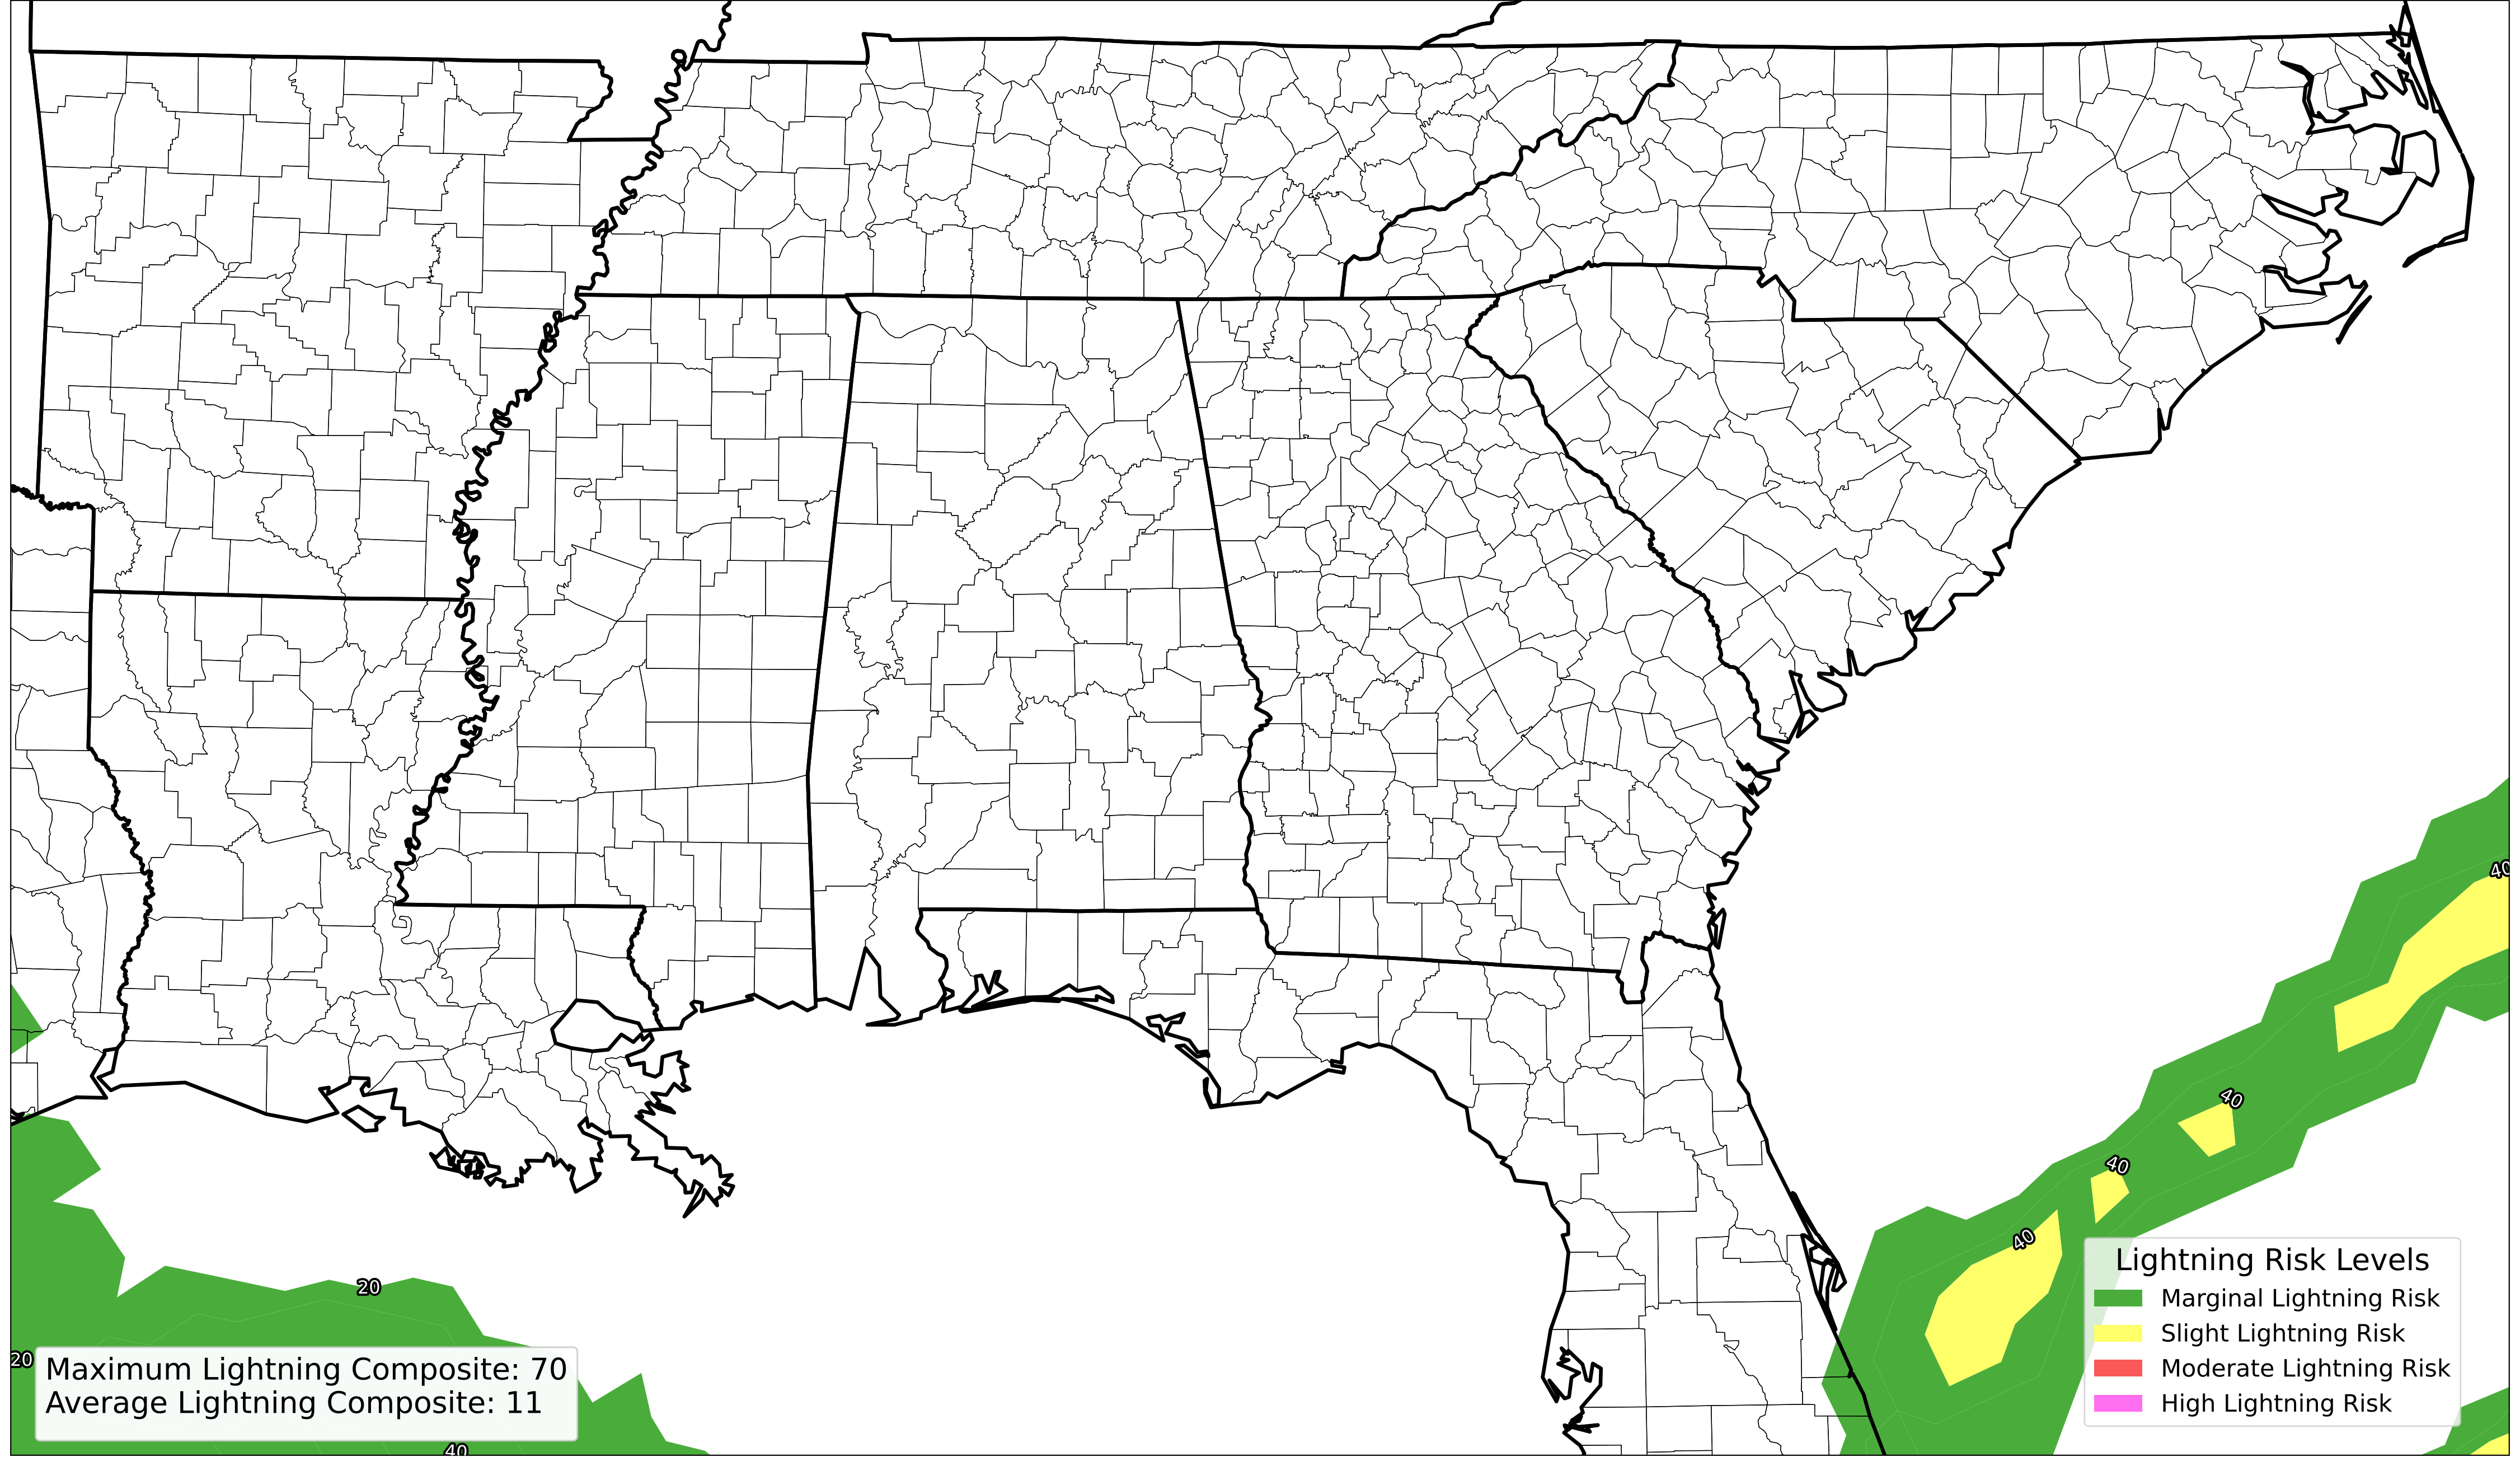 40
40
40
40
20
20
40
Maximum Lightning Composite: 70
Average Lightning Composite: 11
Lightning Risk Levels
Marginal Lightning Risk
Slight Lightning Risk
Moderate Lightning Risk
High Lightning Risk